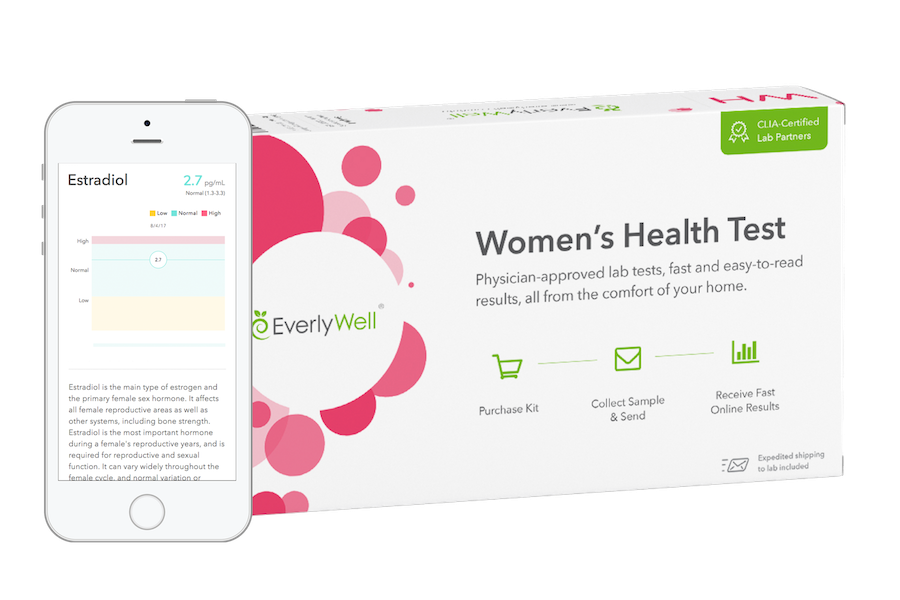 Estradiol
2.7 pg/mL
Normal (1.3-3.3)
Low Normal High
8/4/17
High
2.7
Normal
Low
Estradiol is the main type of estrogen and
the primary female sex hormone. It affects
all female reproductive areas as well as
other systems, including bone strength.
Estradiol is the most important hormone
during a female's reproductive years, and is
required for reproductive and sexual
function. It can vary widely throughout the
female cycle, and normal variation or
EverlyWell
CLIA-Certified
Lab Partners
EverlyWell
Women's Health Test
Physician-approved lab tests, fast and easy-to-read
results, all from the comfort of your home.
Purchase Kit
Collect Sample
& Send
Receive Fast
Online Results
Expedited shipping
to lab included